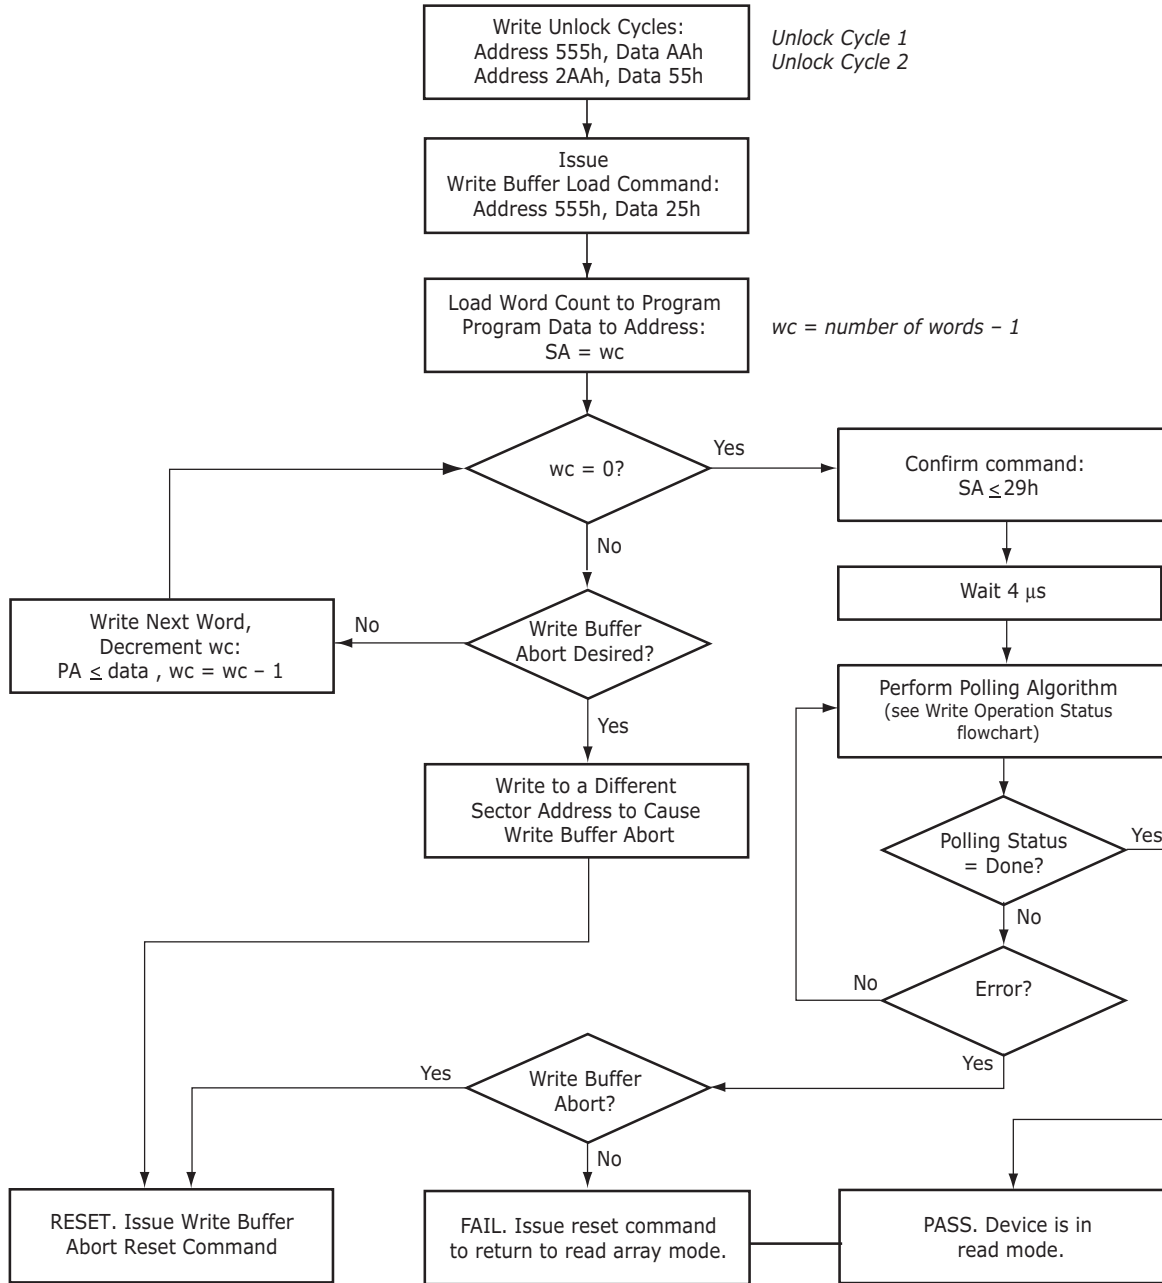 Write Unlock Cycles:
Address 555h, Data AAh
Address 2AAh, Data 55h
Unlock Cycle 1
Unlock Cycle 2
Issue
Write Buffer Load Command:
Address 555h, Data 25h
Load Word Count to Program
Program Data to Address:
SA = wc
wc = number of words – 1
wc = 0?
Yes
Confirm command:
SA ≤ 29h
No
Wait 4 μs
Write Next Word,
Decrement wc:
PA ≤ data , wc = wc – 1
No
Write Buffer
Abort Desired?
Perform Polling Algorithm
(see Write Operation Status
flowchart)
Yes
Write to a Different
Sector Address to Cause
Write Buffer Abort
Polling Status
= Done?
Yes
No
Error?
No
Yes
Write Buffer
Abort?
Yes
No
RESET. Issue Write Buffer
Abort Reset Command
FAIL. Issue reset command
to return to read array mode.
PASS. Device is in
read mode.